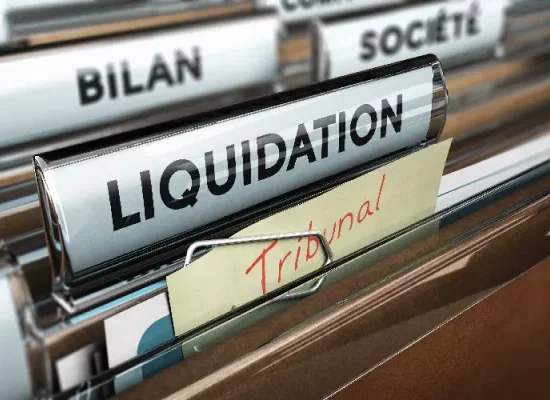 BILAN
SOCIÉTÉ
LIQUIDATION
Tribunal